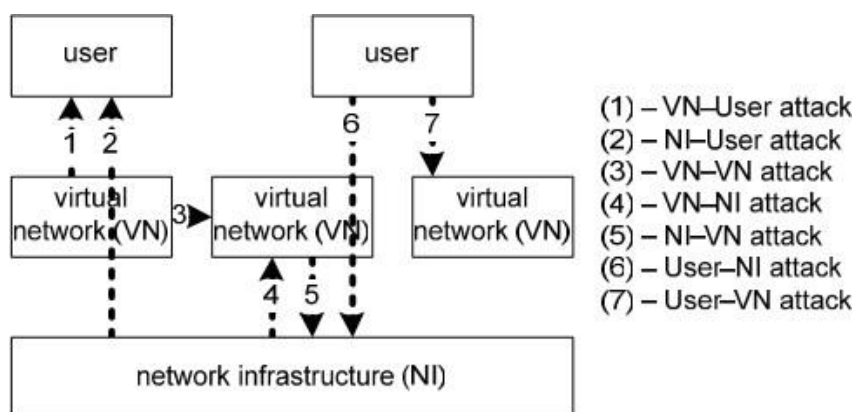 user
user
1
2
6
7
virtual
network (VN)
3
virtual
network (VN)
virtual
network (VN)
4
5
network infrastructure (NI)
(1) – VN–User attack
(2) – NI–User attack
(3) – VN–VN attack
(4) – VN–NI attack
(5) – NI–VN attack
(6) – User–NI attack
(7) – User–VN attack